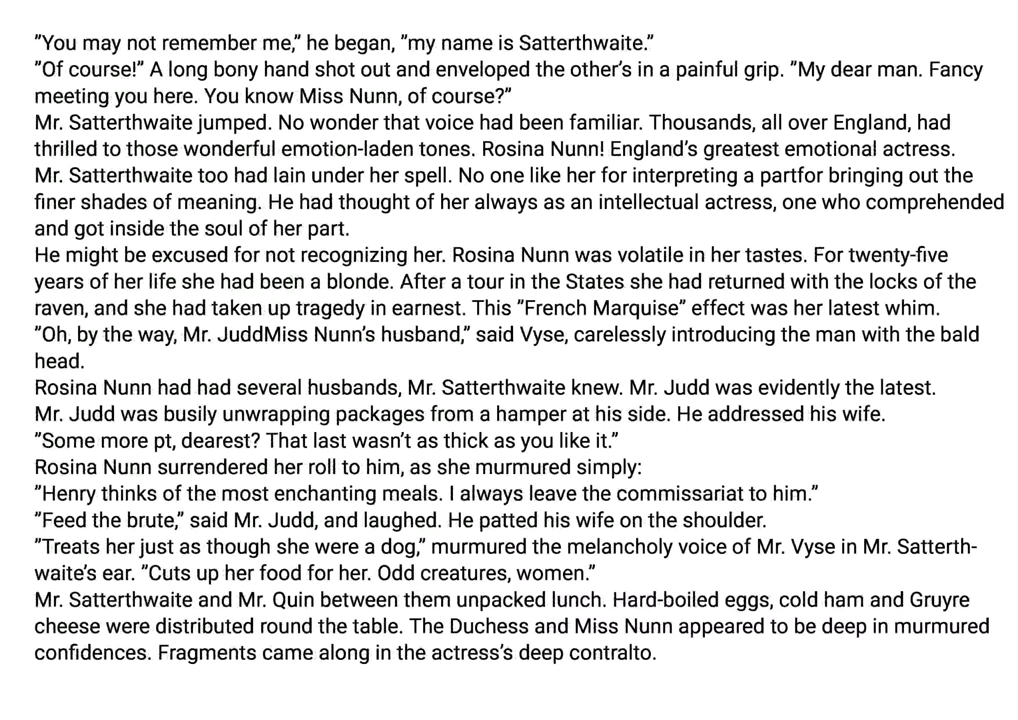 ”You may not remember me,” he began, ”my name is Satterthwaite.”
”Of course!” A long bony hand shot out and enveloped the other’s in a painful grip. ”My dear man. Fancy
meeting you here. You know Miss Nunn, of course?”
Mr. Satterthwaite jumped. No wonder that voice had been familiar. Thousands, all over England, had
thrilled to those wonderful emotion-laden tones. Rosina Nunn! England’s greatest emotional actress.
Mr. Satterthwaite too had lain under her spell. No one like her for interpreting a partfor bringing out the
finer shades of meaning. He had thought of her always as an intellectual actress, one who comprehended
and got inside the soul of her part.
He might be excused for not recognizing her. Rosina Nunn was volatile in her tastes. For twenty-five
years of her life she had been a blonde. After a tour in the States she had returned with the locks of the
raven, and she had taken up tragedy in earnest. This ”French Marquise” effect was her latest whim.
”Oh, by the way, Mr. JuddMiss Nunn’s husband,” said Vyse, carelessly introducing the man with the bald
head.
Rosina Nunn had had several husbands, Mr. Satterthwaite knew. Mr. Judd was evidently the latest.
Mr. Judd was busily unwrapping packages from a hamper at his side. He addressed his wife.
”Some more pt, dearest? That last wasn’t as thick as you like it.”
Rosina Nunn surrendered her roll to him, as she murmured simply:
”Henry thinks of the most enchanting meals. I always leave the commissariat to him.”
”Feed the brute,” said Mr. Judd, and laughed. He patted his wife on the shoulder.
”Treats her just as though she were a dog,” murmured the melancholy voice of Mr. Vyse in Mr. Satterth-
waite’s ear. ”Cuts up her food for her. Odd creatures, women.”
Mr. Satterthwaite and Mr. Quin between them unpacked lunch. Hard-boiled eggs, cold ham and Gruyre
cheese were distributed round the table. The Duchess and Miss Nunn appeared to be deep in murmured
confidences. Fragments came along in the actress’s deep contralto.